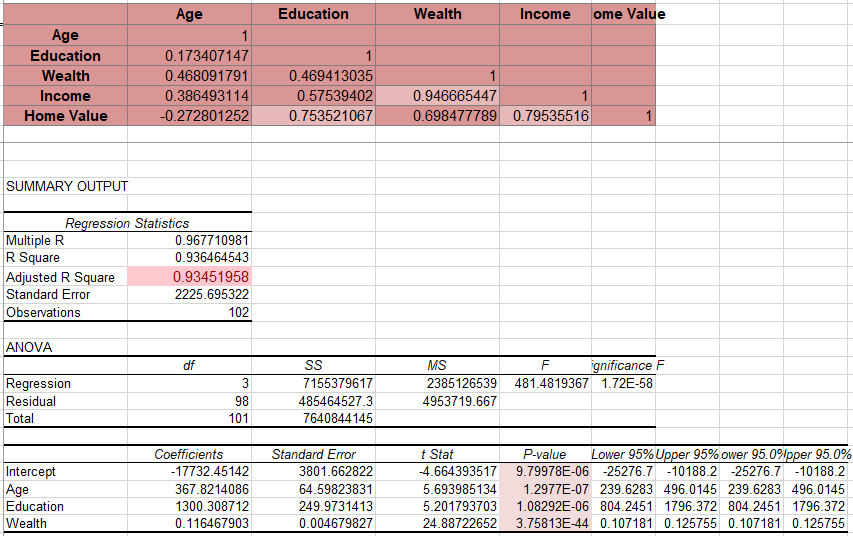 Age Education Wealth Income ome Value
Age 1
Education 0.173407147 1
Wealth 0.468091791 0.469413035 1
Income 0.386493114 0.57539402 0.946665447 1
Home Value -0.272801252 0.753521067 0.698477789 0.79535516 1
SUMMARY OUTPUT
Regression Statistics
Multiple R 0.967710981
R Square 0.936464543
Adjusted R Square 0.93451958
Standard Error 2225.695322
Observations 102
ANOVA
df SS MS F ignificance F
Regression 3 7155379617 2385126539 481.4819367 1.72E-58
Residual 98 485464527.3 4953719.667
Total 101 7640844145
Coefficients Standard Error t Stat P-value Lower 95% Upper 95% ower 95.0% Ipper 95.0%
Intercept -17732.45142 3801.662822 -4.664393517 9.79978E-06 -25276.7 -10188.2 -25276.7 -10188.2
Age 367.8214086 64.59823831 5.693985134 1.2977E-07 239.6283 496.0145 239.6283 496.0145
Education 1300.308712 249.9731413 5.201793703 1.08292E-06 804.2451 1796.372 804.2451 1796.372
Wealth 0.116467903 0.004679827 24.88722652 3.75813E-44 0.107181 0.125755 0.107181 0.125755